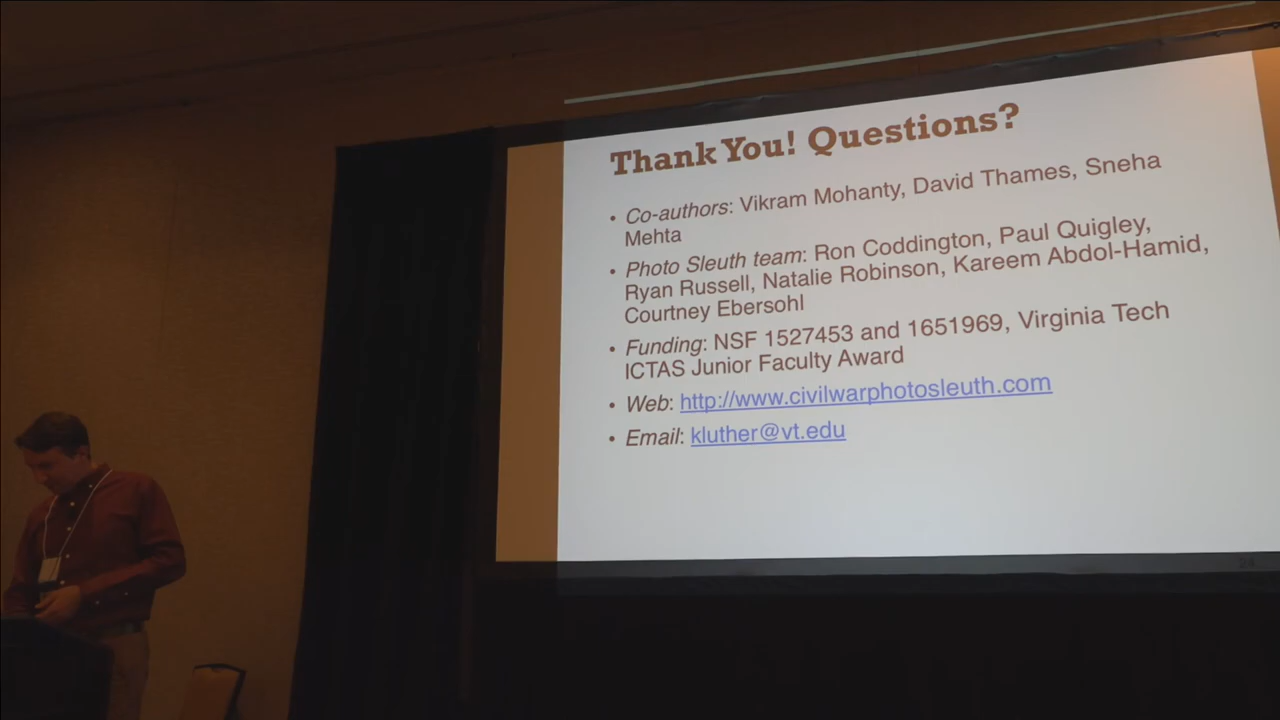 Thank You! Questions?
• Co-authors: Vikram Mohanty, David Thames, Sneha
Mehta
• Photo Sleuth team: Ron Coddington, Paul Quigley,
Ryan Russell, Natalie Robinson, Kareem Abdol-Hamid,
Courtney Ebersohl
• Funding: NSF 1527453 and 1651969, Virginia Tech
ICTAS Junior Faculty Award
• Web: http://www.civilwarphotosleuth.com
• Email: kluther@vt.edu
24